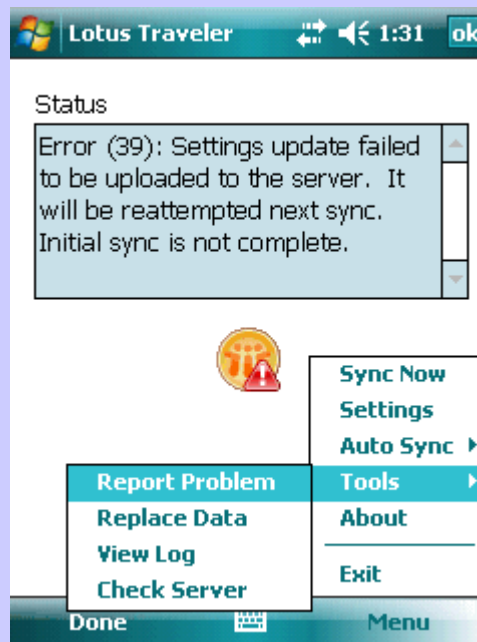 Lotus Traveler 1:31 ok
Status
Error (39): Settings update failed
to be uploaded to the server. It
will be reattempted next sync.
Initial sync is not complete.
Sync Now
Settings
Auto Sync
Tools
About
Exit
Report Problem
Replace Data
View Log
Check Server
Done Menu